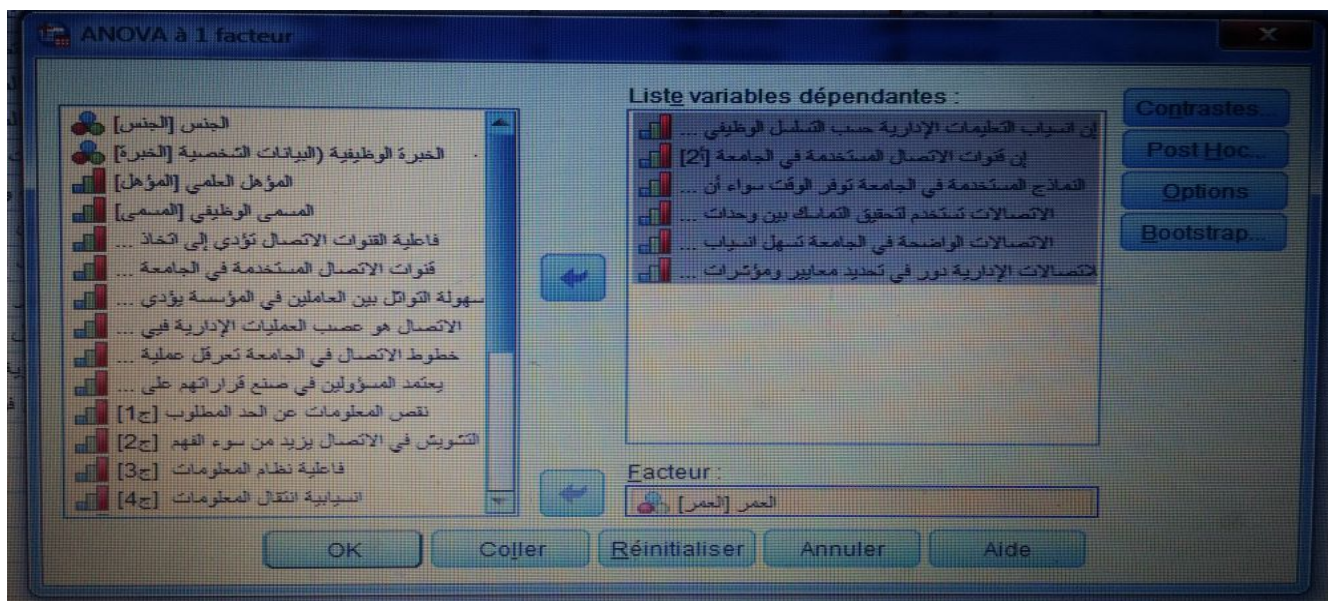 ANOVA à 1 facteur
الجنس [الجنس]
الخبرة الوظيفية (البيانات الشخصية [الخبرة]
المؤهل العلمي [المؤهل]
المسمى الوظيفي [المسمى]
فاعلية القنوات الاتصال تؤدي إلى اتخاذ ...
قنوات الاتصال المستخدمة في الجامعة ...
سهولة التواثل بين العاملين في المؤسسة يؤدي ...
الاتصال هو عصب العمليات الإدارية فيي ...
خطوط الاتصال في الجامعة تعرقل عملية ...
يعتمد المسؤولين في صنع قراراتهم على ...
نقص المعلومات عن الحد المطلوب [ج1]
التشويش في الاتصال يزيد من سوء الفهم [ج2]
فاعلية نظام المعلومات [ج3]
انسيابية انتقال المعلومات [ج4]
Liste variables dépendantes :
إن انسياب التعليمات الإدارية حسب التسلسل الوظيفي ...
إن قنوات الاتصال المستخدمة في الجامعة [أ2]
النماذج المستخدمة في الجامعة توفر الوقت سواء أن ...
الاتصالات تستخدم لتحقيق التماسك بين وحدات ...
الاتصالات الواضحة في الجامعة تسهل انسياب ...
لاتصالات الإدارية دور في تحديد معايير ومؤشرات ...
Facteur :
العمر [العمر]
Contrastes...
Post Hoc...
Options
Bootstrap...
OK
Coller
Réinitialiser
Annuler
Aide